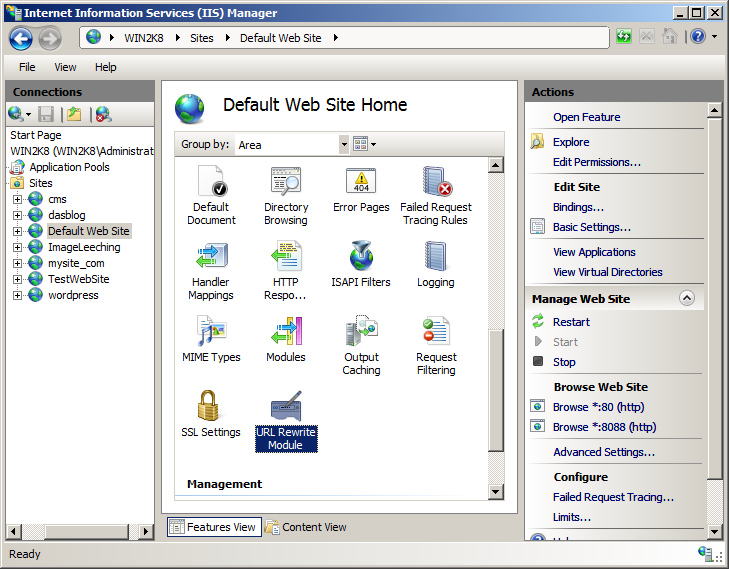 Internet Information Services (IIS) Manager
WIN2K8 Sites Default Web Site
File View Help
Connections
Start Page
WIN2K8 (WIN2K8\Administrat
Application Pools
Sites
cms
dasblog
Default Web Site
ImageLeeching
mysite_com
TestWebSite
wordpress
Default Web Site Home
Group by: Area
Default
Document
Directory
Browsing
404
Error Pages
Failed Request
Tracing Rules
Handler
Mappings
HTTP
Respo...
ISAPI Filters
Logging
MIME Types
Modules
Output
Caching
Request
Filtering
SSL Settings
URL Rewrite
Module
Management
Features View
Content View
Actions
Open Feature
Explore
Edit Permissions...
Edit Site
Bindings...
Basic Settings...
View Applications
View Virtual Directories
Manage Web Site
Restart
Start
Stop
Browse Web Site
Browse *:80 (http)
Browse *:8088 (http)
Advanced Settings...
Configure
Failed Request Tracing...
Limits...
Ready